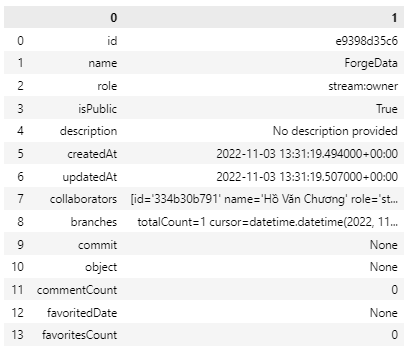 0 1
0 id e9398d35c6
1 name ForgeData
2 role stream:owner
3 isPublic True
4 description No description provided
5 createdAt 2022-11-03 13:31:19.494000+00:00
6 updatedAt 2022-11-03 13:31:19.507000+00:00
7 collaborators [id='334b30b791' name='Hồ Văn Chương' role='st...
8 branches totalCount=1 cursor=datetime.datetime(2022, 11...
9 commit None
10 object None
11 commentCount 0
12 favoritedDate None
13 favoritesCount 0